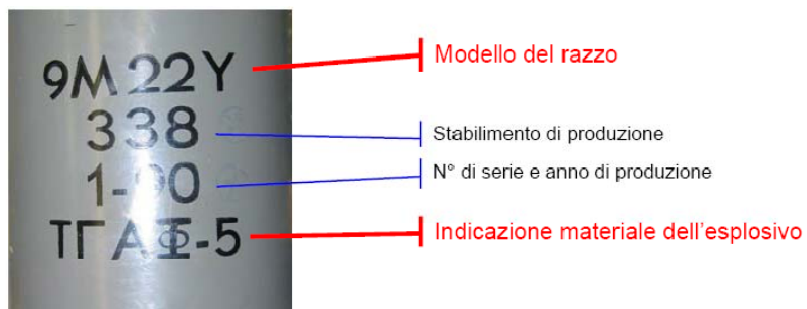 9М22У
338
1-90
ТГАФ-5
Modello del razzo
Stabilimento di produzione
N° di serie e anno di produzione
Indicazione materiale dell'esplosivo